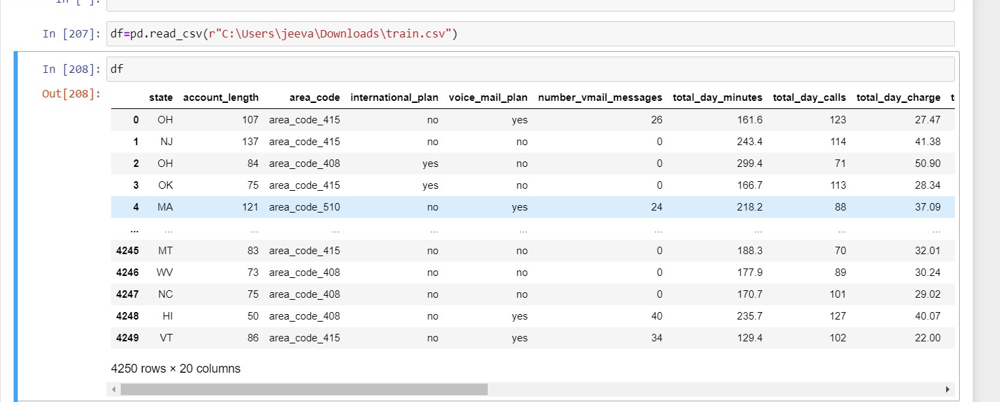 In [ ]:
In [207]: df=pd.read_csv(r"C:\Users\jeeva\Downloads\train.csv")
In [208]: df
Out[208]:
state account_length area_code international_plan voice_mail_plan number_vmail_messages total_day_minutes total_day_calls total_day_charge t
0 OH 107 area_code_415 no yes 26 161.6 123 27.47
1 NJ 137 area_code_415 no no 0 243.4 114 41.38
2 OH 84 area_code_408 yes no 0 299.4 71 50.90
3 OK 75 area_code_415 yes no 0 166.7 113 28.34
4 MA 121 area_code_510 no yes 24 218.2 88 37.09
... ... ... ... ... ... ... ... ... ...
4245 MT 83 area_code_415 no no 0 188.3 70 32.01
4246 WV 73 area_code_408 no no 0 177.9 89 30.24
4247 NC 75 area_code_408 no no 0 170.7 101 29.02
4248 HI 50 area_code_408 no yes 40 235.7 127 40.07
4249 VT 86 area_code_415 no yes 34 129.4 102 22.00
4250 rows × 20 columns